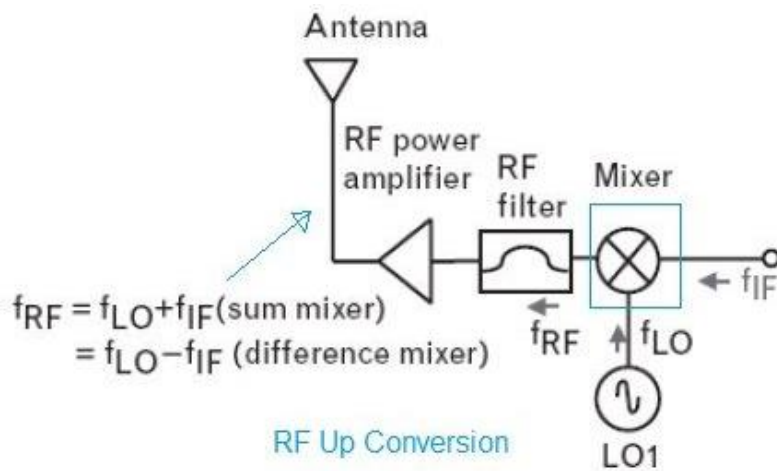 Antenna
RF power
amplifier
RF
filter
Mixer
fIF
fRF
fLO
fRF = fLO+fIF(sum mixer)
= fLO−fIF (difference mixer)
RF Up Conversion
LO1